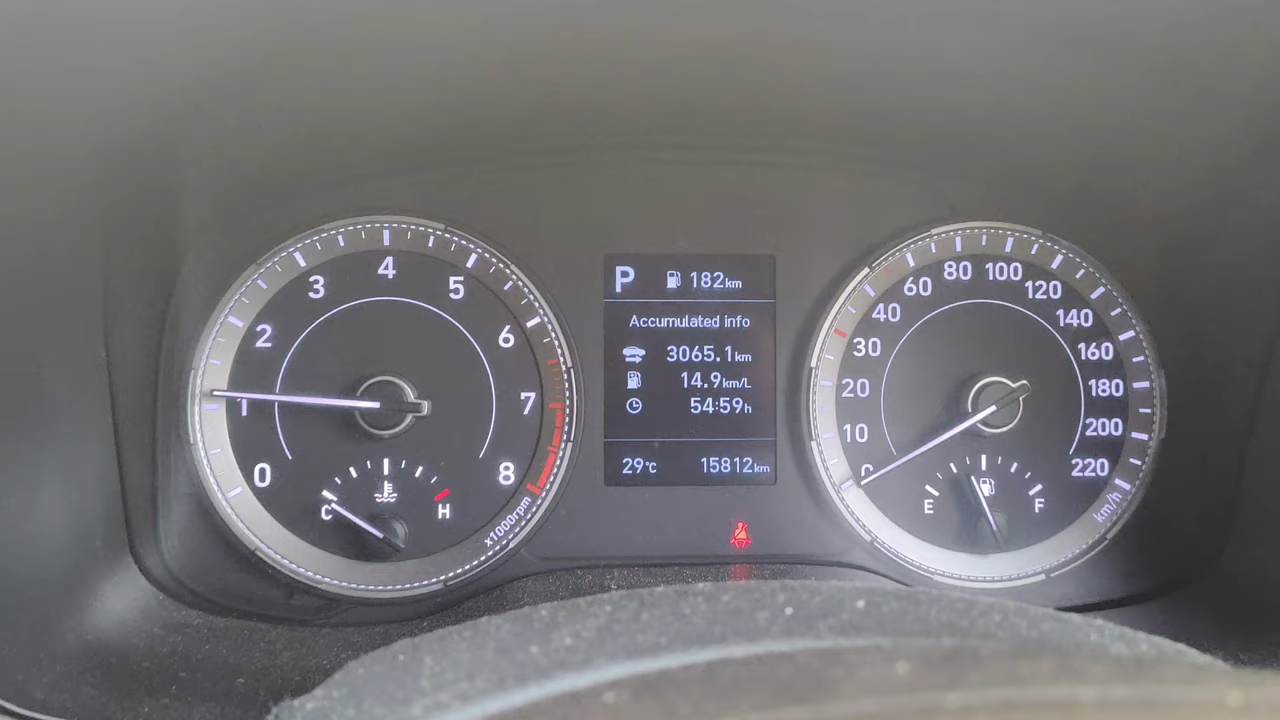 P 182km
Accumulated info
3065.1km
14.9km/L
54:59h
29°C 15812km
0 1 2 3 4 5 6 7 8
x1000rpm
C H
0 10 20 30 40 60 80 100 120 140 160 180 200 220
km/h
E F